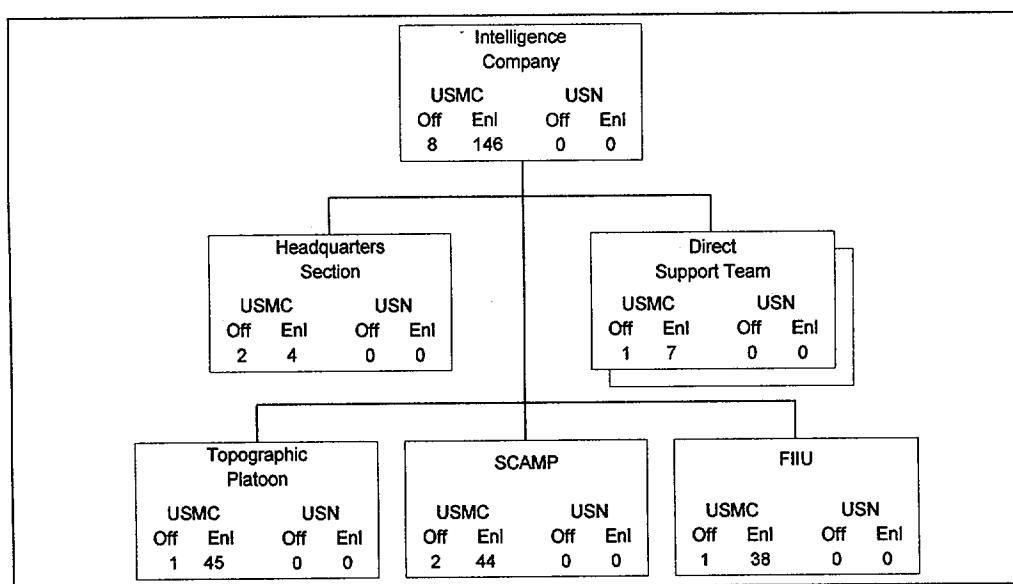 Intelligence
Company
USMC USN
Off Enl Off Enl
8 146 0 0
Headquarters
Section
USMC USN
Off Enl Off Enl
2 4 0 0
Direct
Support Team
USMC USN
Off Enl Off Enl
1 7 0 0
Topographic
Platoon
USMC USN
Off Enl Off Enl
1 45 0 0
SCAMP
USMC USN
Off Enl Off Enl
2 44 0 0
FIIU
USMC USN
Off Enl Off Enl
1 38 0 0